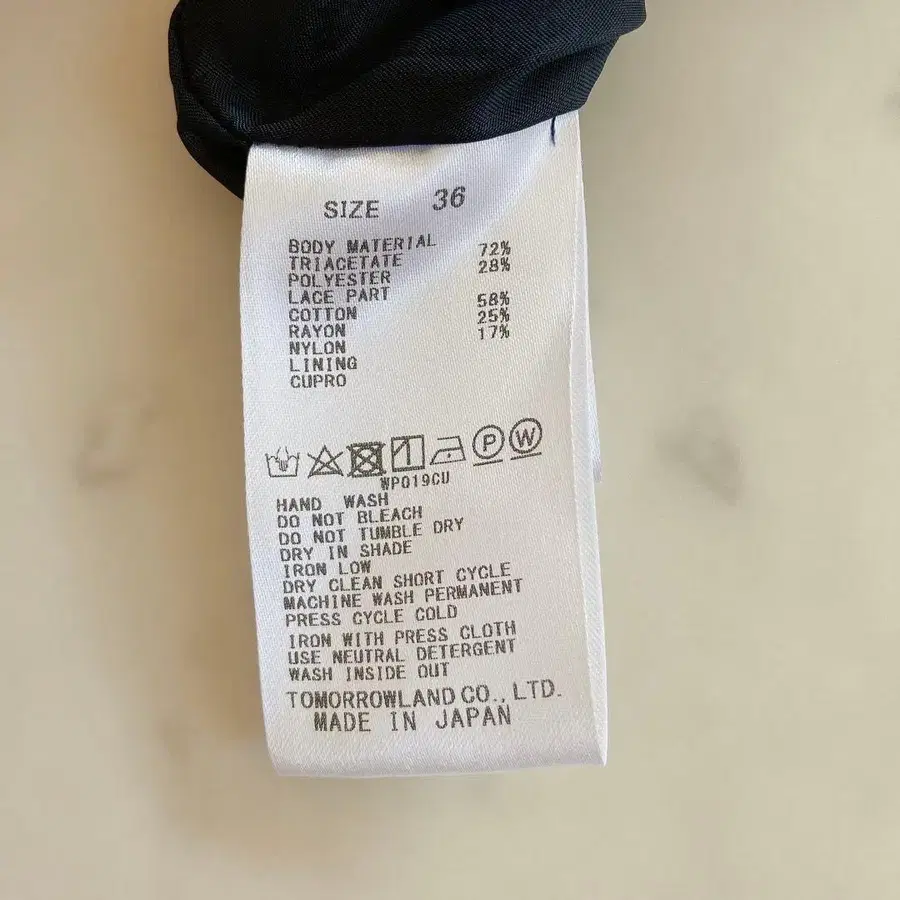 SIZE 36
BODY MATERIAL
TRIACETATE 72%
POLYESTER 28%
LACE PART
COTTON 58%
RAYON 25%
NYLON 17%
LINING
CUPRO
P W
WP019CU
HAND WASH
DO NOT BLEACH
DO NOT TUMBLE DRY
DRY IN SHADE
IRON LOW
DRY CLEAN SHORT CYCLE
MACHINE WASH PERMANENT
PRESS CYCLE COLD
IRON WITH PRESS CLOTH
USE NEUTRAL DETERGENT
WASH INSIDE OUT
TOMORROWLAND CO., LTD.
MADE IN JAPAN